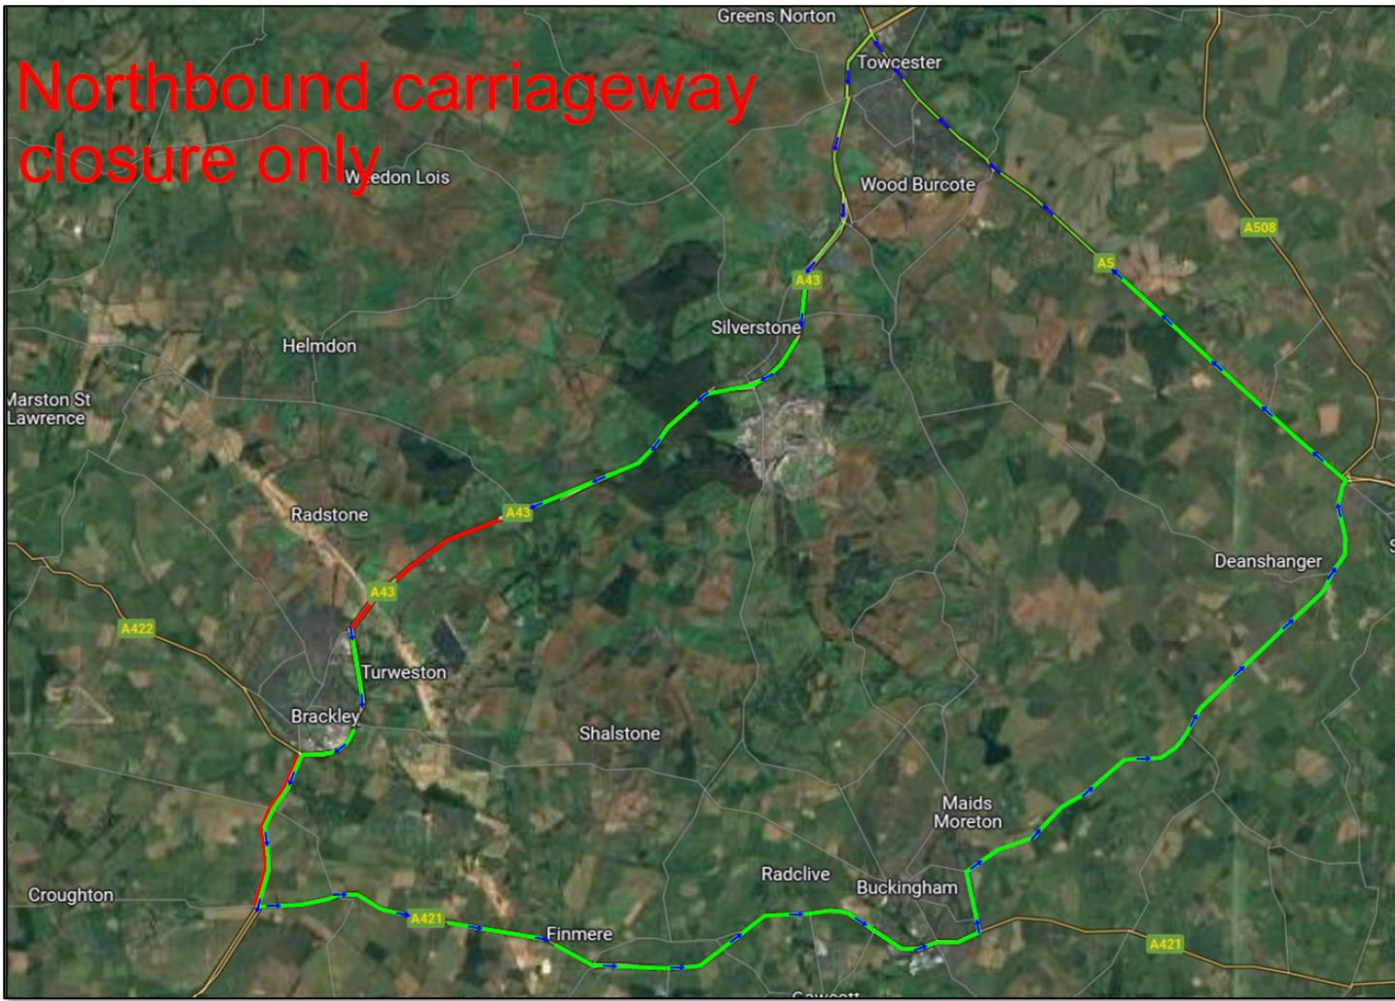 Greens Norton
Towcester
Northbound carriageway
closure only
Weedon Lois
Wood Burcote
A508
A5
A43
Silverstone
Helmdon
Marston St
Lawrence
A43
Radstone
Deanshanger
A43
A422
Turweston
Brackley
Shalstone
Maids
Moreton
Radclive
Buckingham
Croughton
A421
Finmere
A421